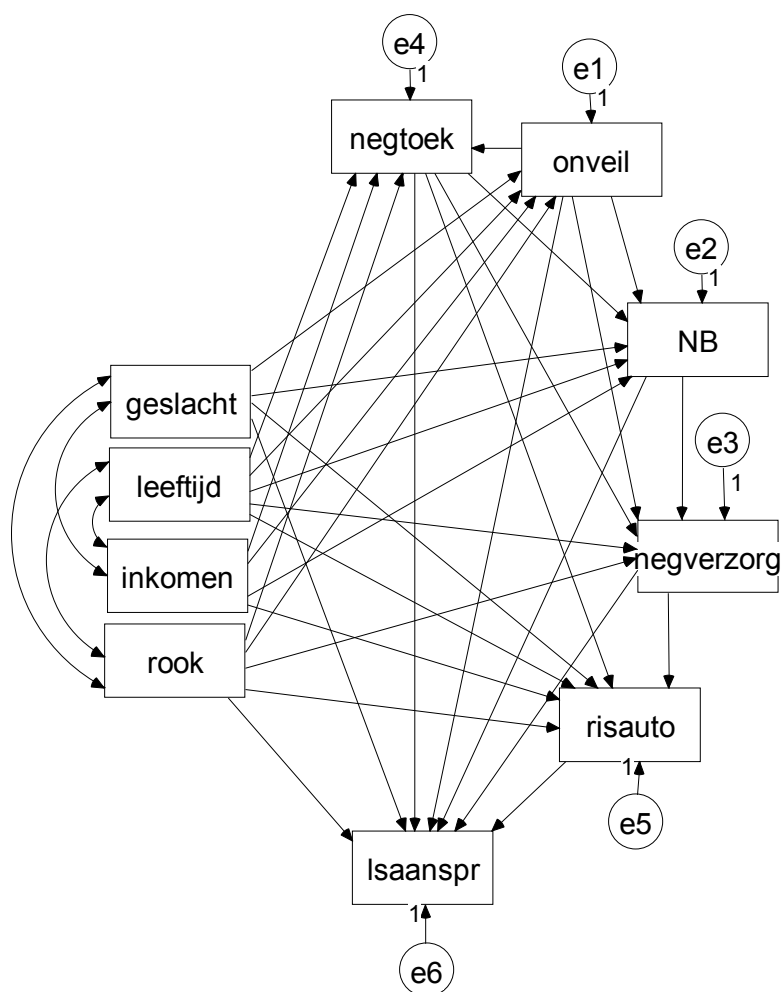 e4
1
negtoek
e1
1
onveil
e2
1
NB
geslacht
leeftijd
inkomen
rook
e3
1
negverzorg
risauto
1
e5
lsaanspr
1
e6